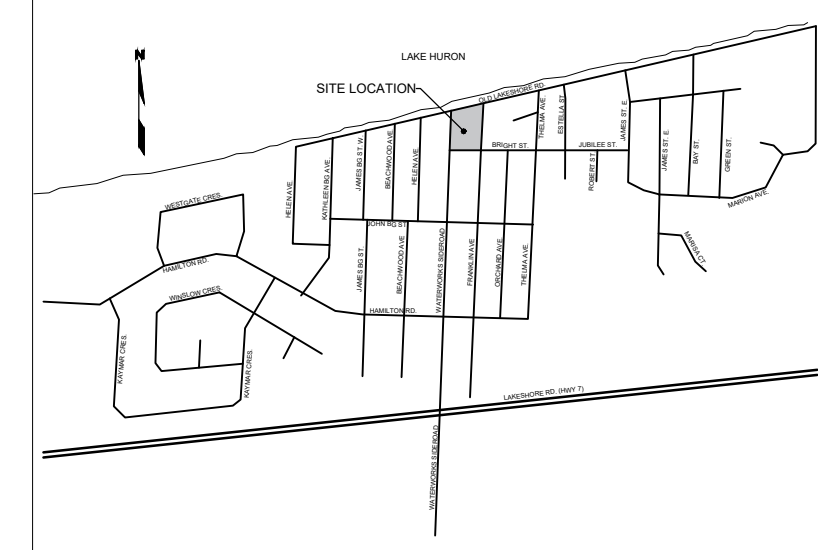 N
LAKE HURON
SITE LOCATION
OLD LAKESHORE RD.
THELMA AVE.
ESTELLA ST
JAMES ST. E.
JAMES ST. E.
BAY ST.
GREEN ST.
BRIGHT ST.
JUBILEE ST.
ROBERT ST.
MARION AVE.
MARISA CT
HELEN AVE.
KATHLEEN BG AVE.
JAMES BG ST. W.
BEACHWOOD AVE.
HELEN AVE.
WESTGATE CRES.
JOHN BG ST.
HAMILTON RD.
WINSLOW CRES.
JAMES BG ST.
BEACHWOOD AVE.
WATERWORKS SIDEROAD
FRANKLIN AVE.
ORCHARD AVE.
THELMA AVE.
HAMILTON RD.
KAYMAR CRES.
KAYMAR CRES.
LAKESHORE RD. (HWY 7)
WATERWORKS SIDEROAD